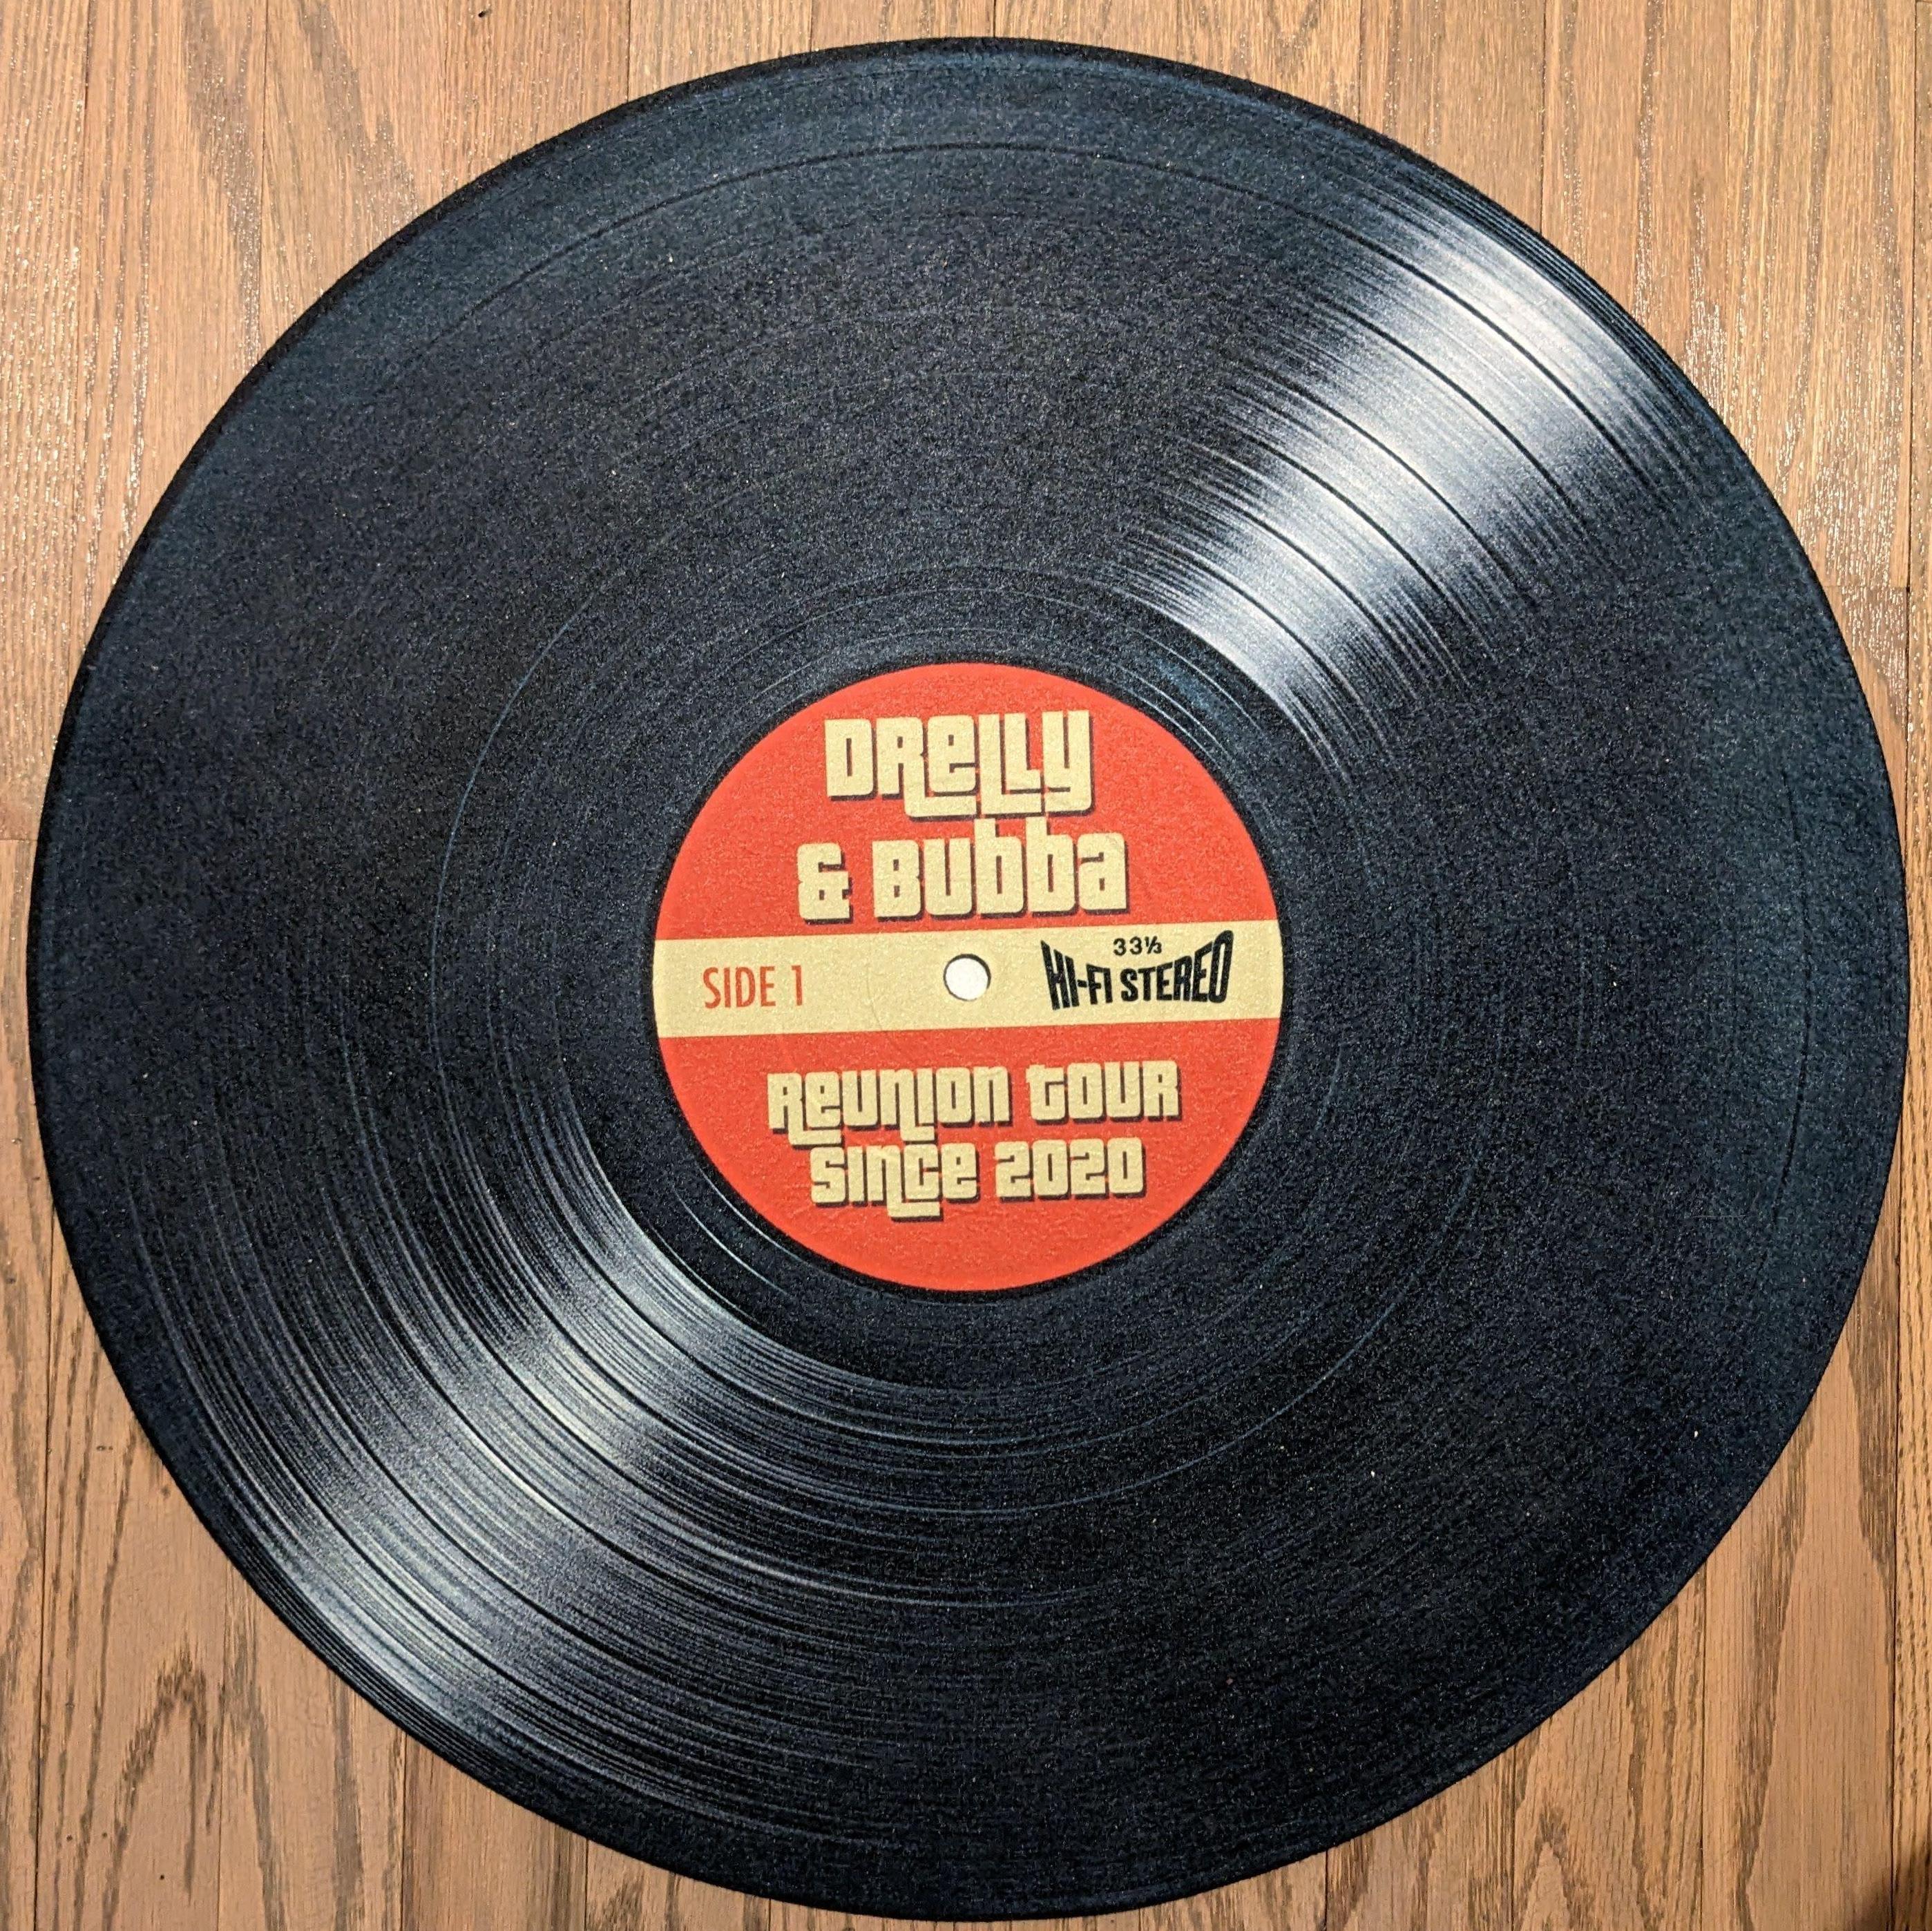 DRelly
& Bubba
SIDE 1
33⅓
HI-FI STEREO
Reunion tour
since 2020